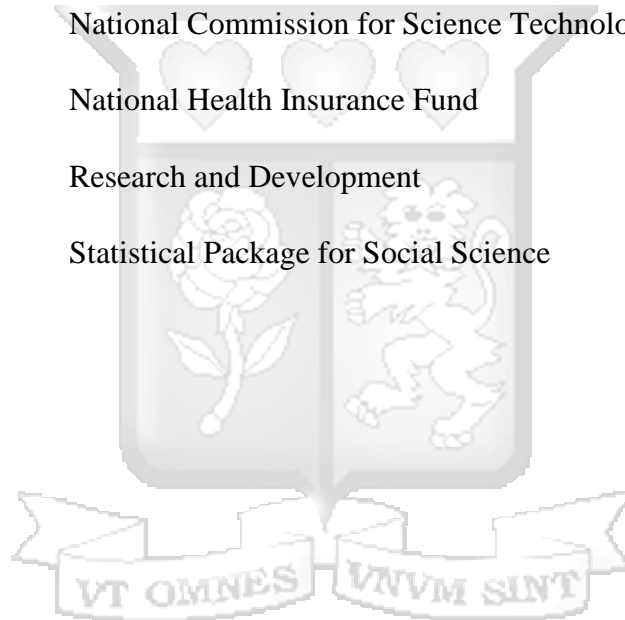 National Commission for Science Technolo
National Health Insurance Fund
Research and Development
Statistical Package for Social Science
VT OMNES VNVM SINT